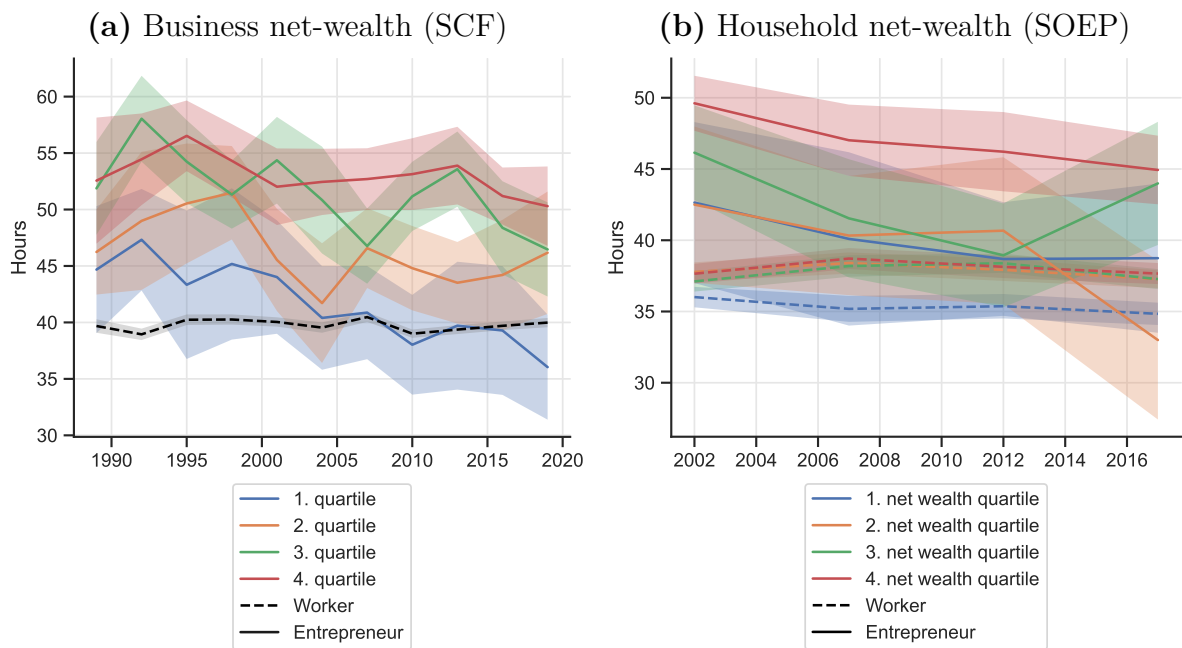 (a) Business net-wealth (SCF)
Hours
60
55
50
45
40
35
30
1990 1995 2000 2005 2010 2015 2020
1. quartile
2. quartile
3. quartile
4. quartile
Worker
Entrepreneur
(b) Household net-wealth (SOEP)
Hours
50
45
40
35
30
2002 2004 2006 2008 2010 2012 2014 2016
1. net wealth quartile
2. net wealth quartile
3. net wealth quartile
4. net wealth quartile
Worker
Entrepreneur